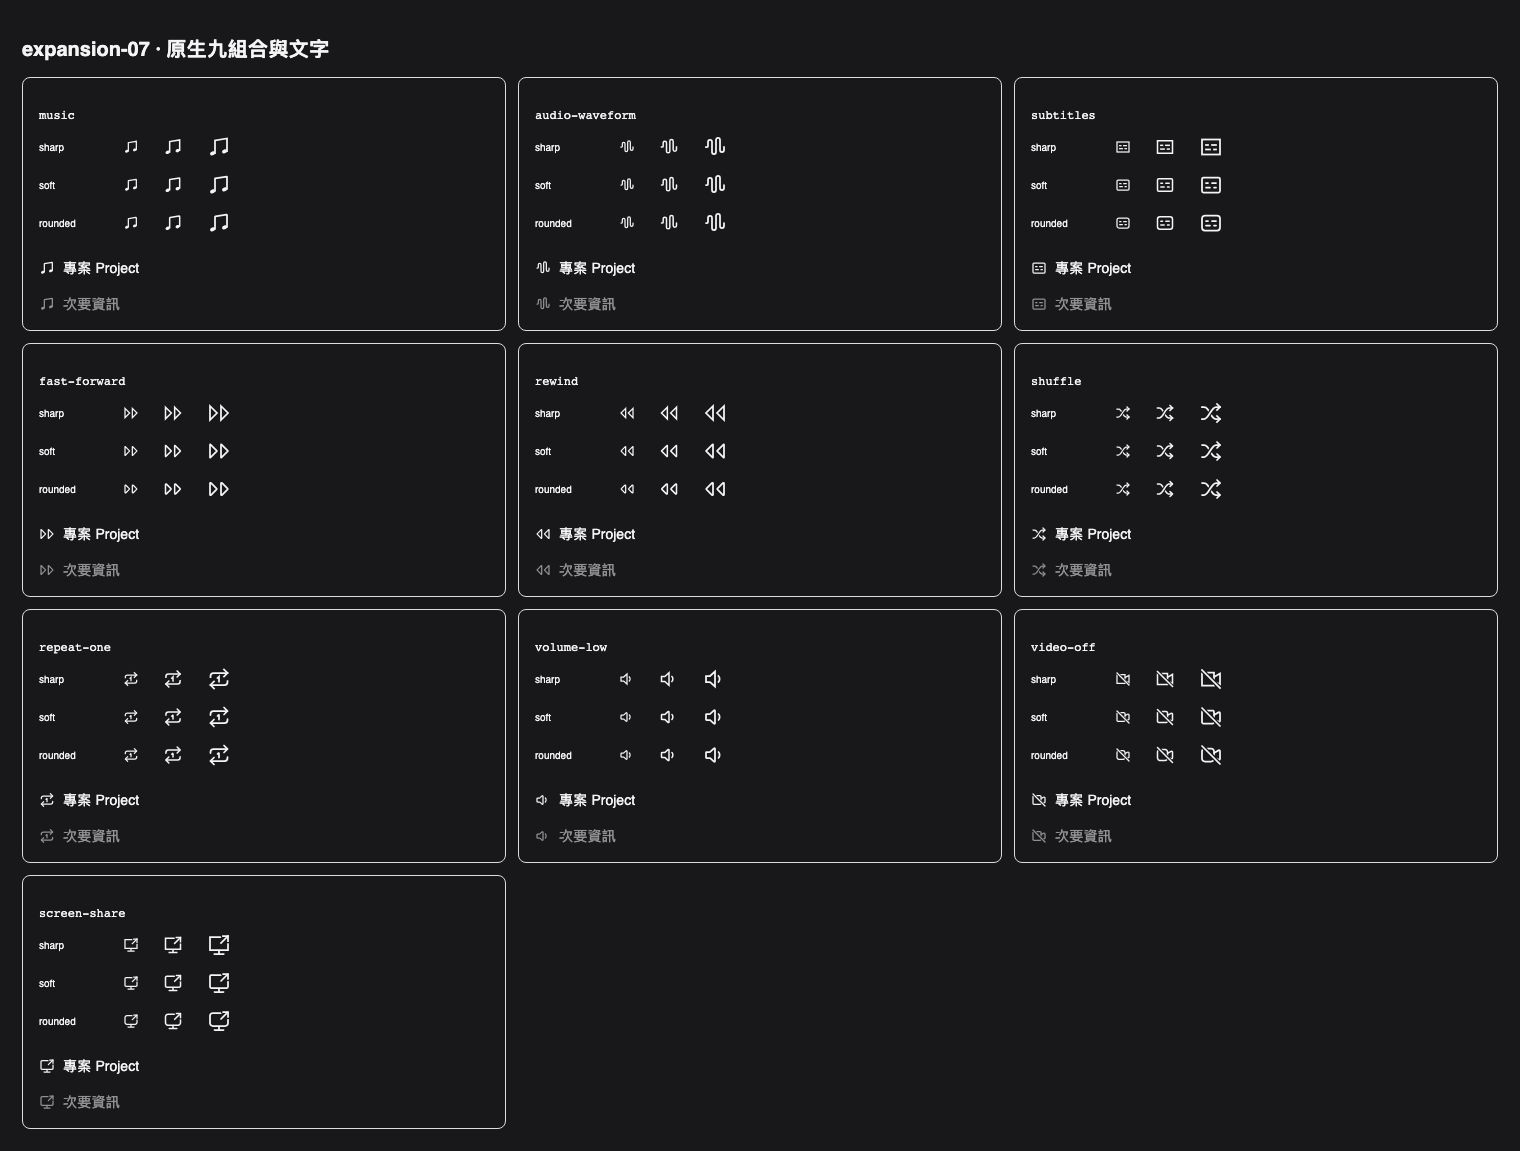 expansion-07 · 原生九組合與文字
music
sharp
soft
rounded
專案 Project
次要資訊
audio-waveform
sharp
soft
rounded
專案 Project
次要資訊
subtitles
sharp
soft
rounded
專案 Project
次要資訊
fast-forward
sharp
soft
rounded
專案 Project
次要資訊
rewind
sharp
soft
rounded
專案 Project
次要資訊
shuffle
sharp
soft
rounded
專案 Project
次要資訊
repeat-one
sharp
soft
rounded
專案 Project
次要資訊
volume-low
sharp
soft
rounded
專案 Project
次要資訊
video-off
sharp
soft
rounded
專案 Project
次要資訊
screen-share
sharp
soft
rounded
專案 Project
次要資訊